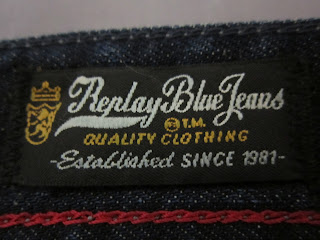 Replay Blue Jeans
T.M.
QUALITY CLOTHING
-Established SINCE 1981-